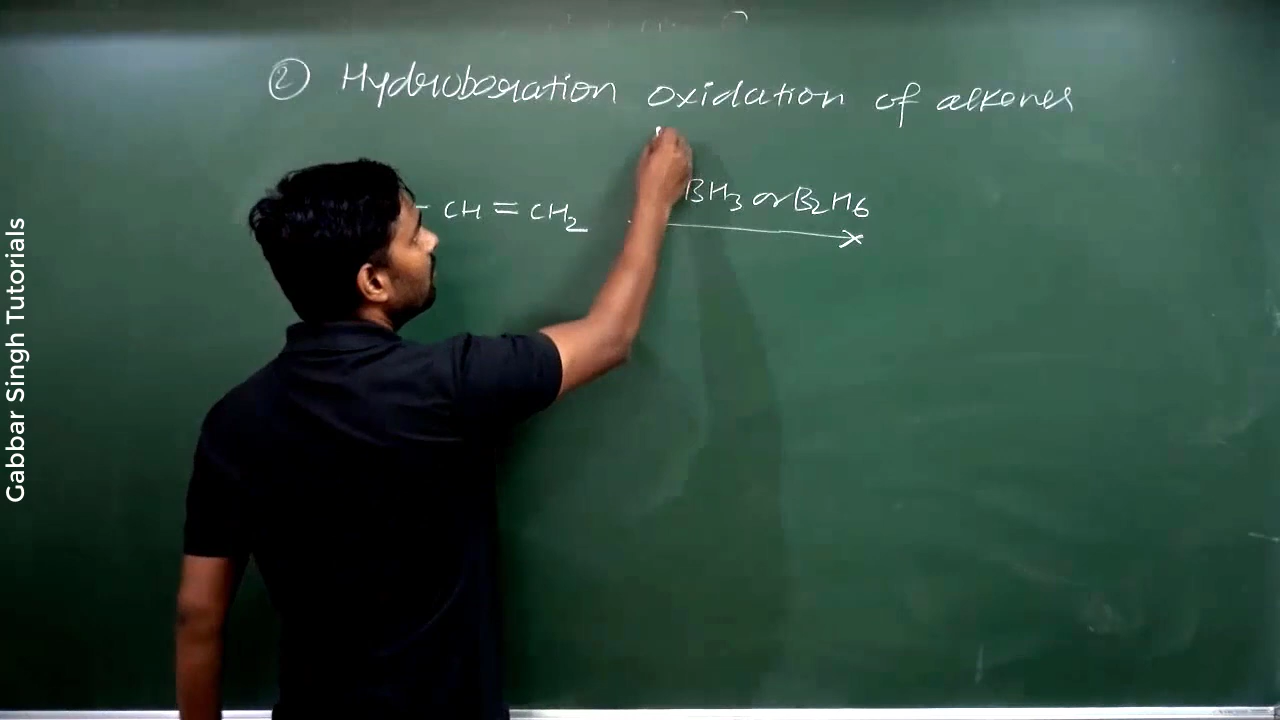 ② Hydroboration oxidation of alkenes
- CH = CH2
BH3 or B2H6
Gabbar Singh Tutorials